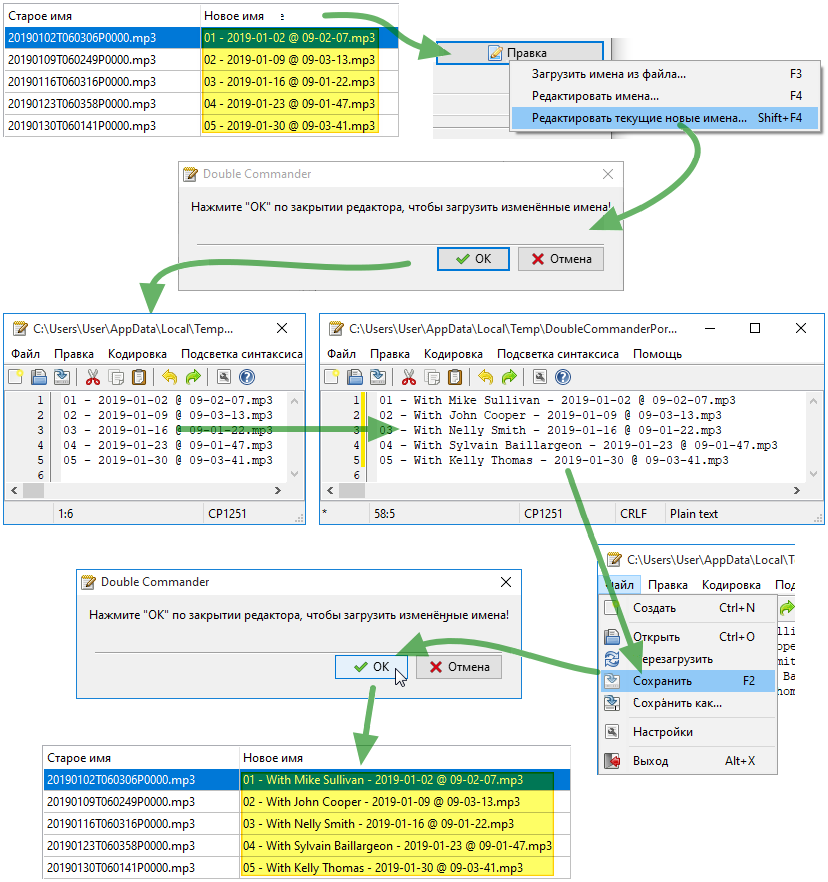 Старое имя Новое имя е
20190102T060306P0000.mp3 01 - 2019-01-02 @ 09-02-07.mp3
20190109T060249P0000.mp3 02 - 2019-01-09 @ 09-03-13.mp3
20190116T060316P0000.mp3 03 - 2019-01-16 @ 09-01-22.mp3
20190123T060358P0000.mp3 04 - 2019-01-23 @ 09-01-47.mp3
20190130T060141P0000.mp3 05 - 2019-01-30 @ 09-03-41.mp3
Правка
Загрузить имена из файла... F3
Редактировать имена... F4
Редактировать текущие новые имена... Shift+F4
Double Commander
Нажмите "OK" по закрытии редактора, чтобы загрузить изменённые имена!
OK Отмена
C:\Users\User\AppData\Local\Temp...
Файл Правка Кодировка Подсветка синтаксиса
1 01 - 2019-01-02 @ 09-02-07.mp3
2 02 - 2019-01-09 @ 09-03-13.mp3
3 03 - 2019-01-16 @ 09-01-22.mp3
4 04 - 2019-01-23 @ 09-01-47.mp3
5 05 - 2019-01-30 @ 09-03-41.mp3
6
1:6 CP1251
C:\Users\User\AppData\Local\Temp\DoubleCommanderPor...
Файл Правка Кодировка Подсветка синтаксиса Помощь
1 01 - With Mike Sullivan - 2019-01-02 @ 09-02-07.mp3
2 02 - With John Cooper - 2019-01-09 @ 09-03-13.mp3
3 03 - With Nelly Smith - 2019-01-16 @ 09-01-22.mp3
4 04 - With Sylvain Baillargeon - 2019-01-23 @ 09-01-47.mp3
5 05 - With Kelly Thomas - 2019-01-30 @ 09-03-41.mp3
6
* 58:5 CP1251 CRLF Plain text
C:\Users\User\AppData\Local\T
Файл Правка Кодировка Под
Создать Ctrl+N
Открыть Ctrl+O
Перезагрузить
Сохранить F2
Сохранить как...
Настройки
Выход Alt+X
lli
ope
mit
Ba
hom
Double Commander
Нажмите "OK" по закрытии редактора, чтобы загрузить изменённые имена!
OK Отмена
Старое имя Новое имя
20190102T060306P0000.mp3 01 - With Mike Sullivan - 2019-01-02 @ 09-02-07.mp3
20190109T060249P0000.mp3 02 - With John Cooper - 2019-01-09 @ 09-03-13.mp3
20190116T060316P0000.mp3 03 - With Nelly Smith - 2019-01-16 @ 09-01-22.mp3
20190123T060358P0000.mp3 04 - With Sylvain Baillargeon - 2019-01-23 @ 09-01-47.mp3
20190130T060141P0000.mp3 05 - With Kelly Thomas - 2019-01-30 @ 09-03-41.mp3